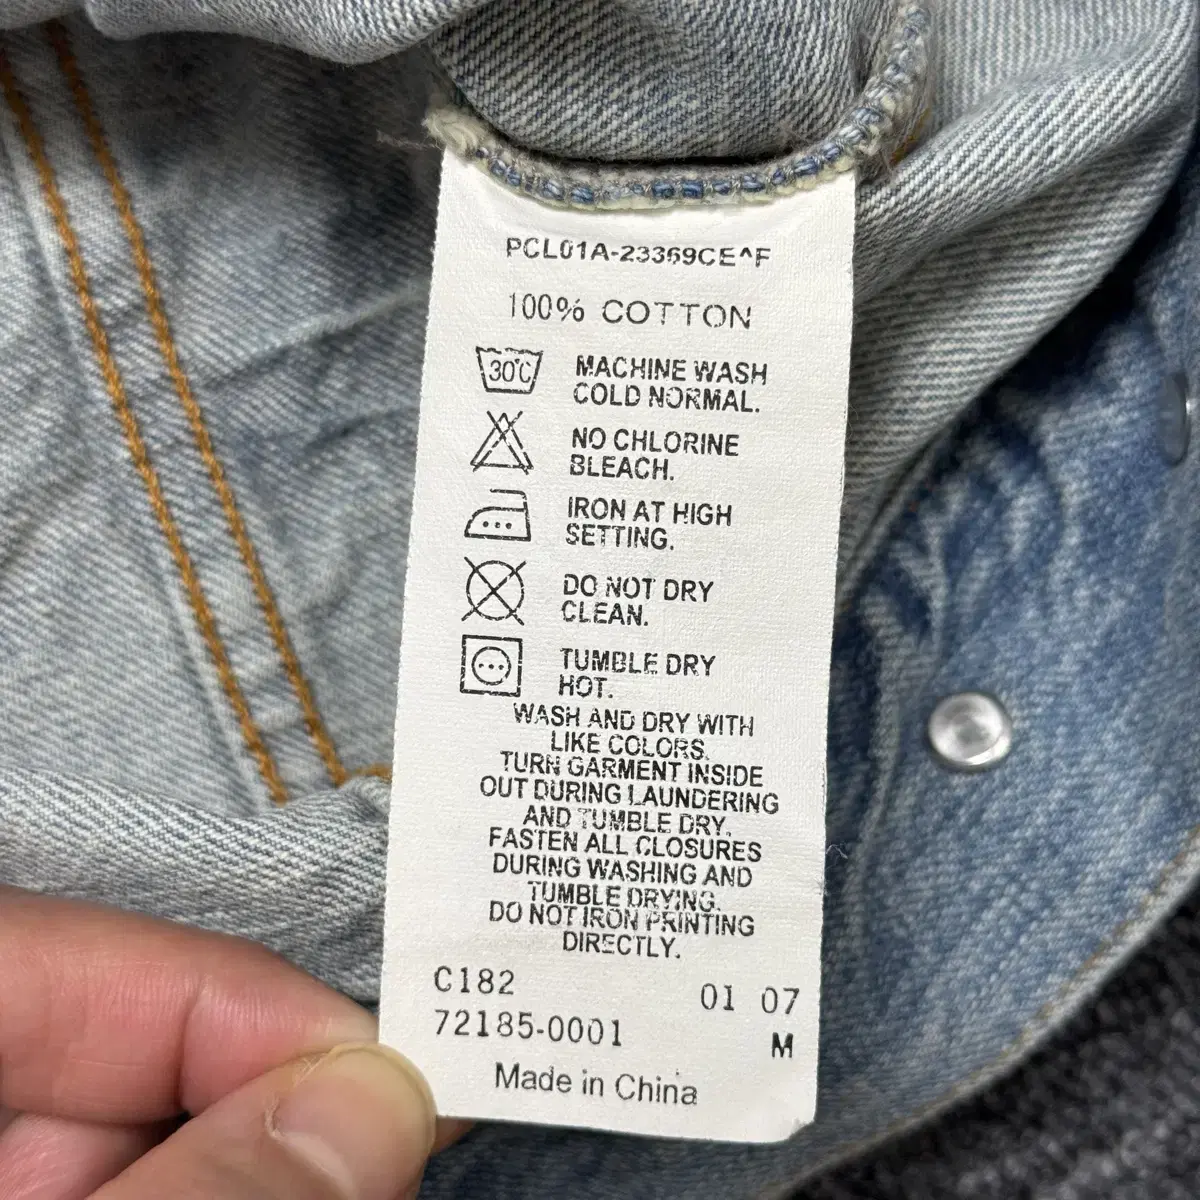 PCL01A-23369CE^F
100% COTTON
30°C
MACHINE WASH
COLD NORMAL.
NO CHLORINE
BLEACH.
IRON AT HIGH
SETTING.
DO NOT DRY
CLEAN.
TUMBLE DRY
HOT.
WASH AND DRY WITH
LIKE COLORS.
TURN GARMENT INSIDE
OUT DURING LAUNDERING
AND TUMBLE DRY.
FASTEN ALL CLOSURES
DURING WASHING AND
TUMBLE DRYING.
DO NOT IRON PRINTING
DIRECTLY.
C182 01 07
72185-0001 M
Made in China